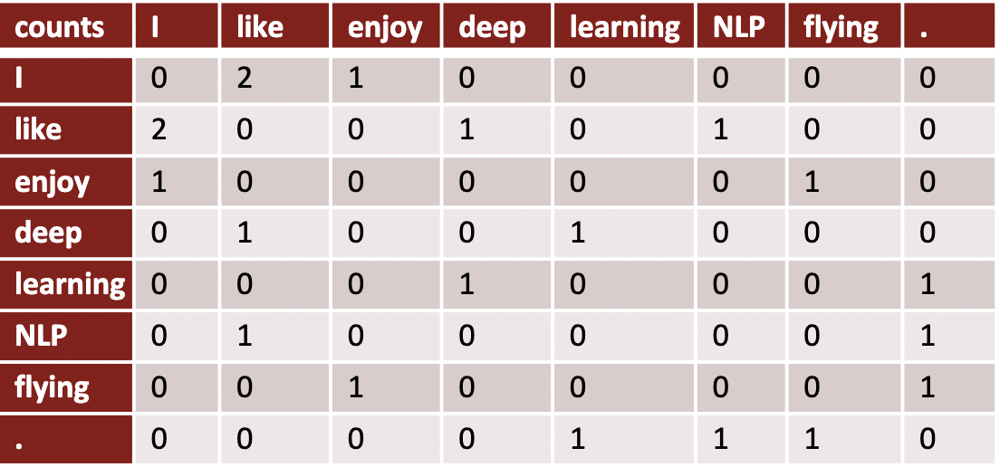 counts I like enjoy deep learning NLP flying .
I 0 2 1 0 0 0 0 0
like 2 0 0 1 0 1 0 0
enjoy 1 0 0 0 0 0 1 0
deep 0 1 0 0 1 0 0 0
learning 0 0 0 1 0 0 0 1
NLP 0 1 0 0 0 0 0 1
flying 0 0 1 0 0 0 0 1
. 0 0 0 0 1 1 1 0